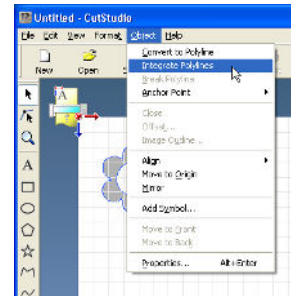 Untitled - CutStudio
File Edit View Format Object Help
New Open
Convert to Polyline
Integrate Polylines
Break Polyline
Anchor Point
Close
Offset...
Image Outline...
Align
Move to Origin
Mirror
Add Symbol...
Move to Front
Move to Back
Properties... Alt+Enter
A
A